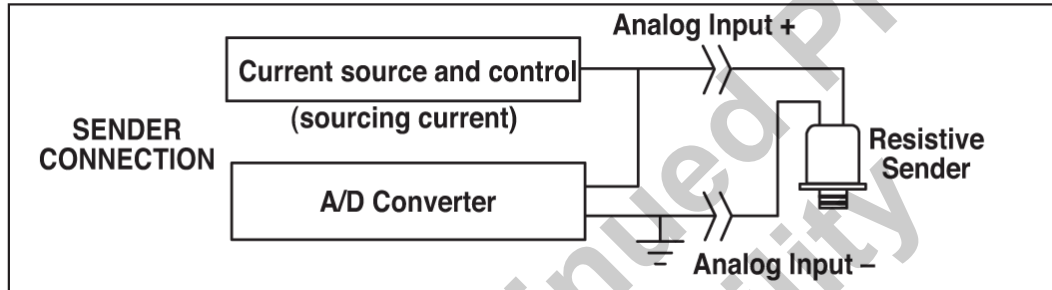 Analog Input +
Current source and control
(sourcing current)
SENDER
CONNECTION
Resistive
Sender
A/D Converter
Analog Input –